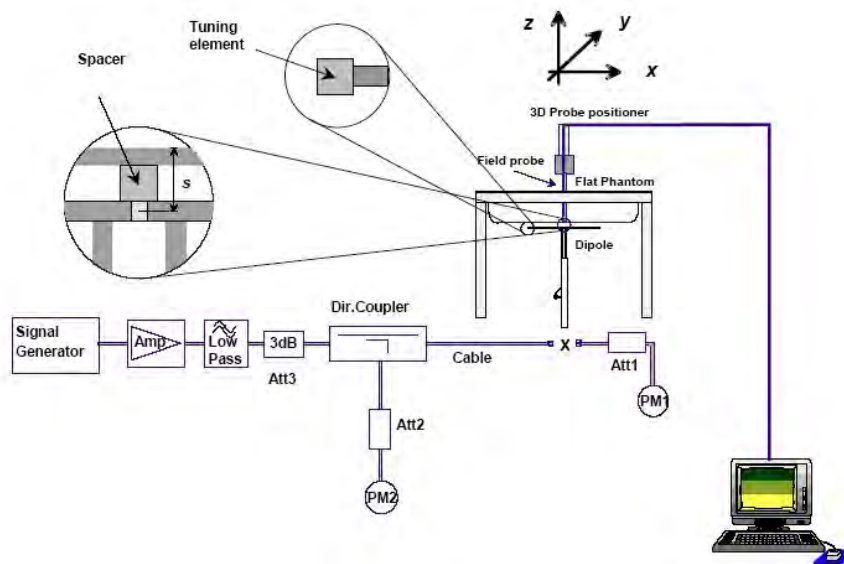 Tuning
element
Spacer
z
y
x
3D Probe positioner
Field probe
Flat Phantom
s
Dipole
Dir.Coupler
Signal
Generator
Amp
Low
Pass
3dB
Att3
Cable
x
Att1
PM1
Att2
PM2